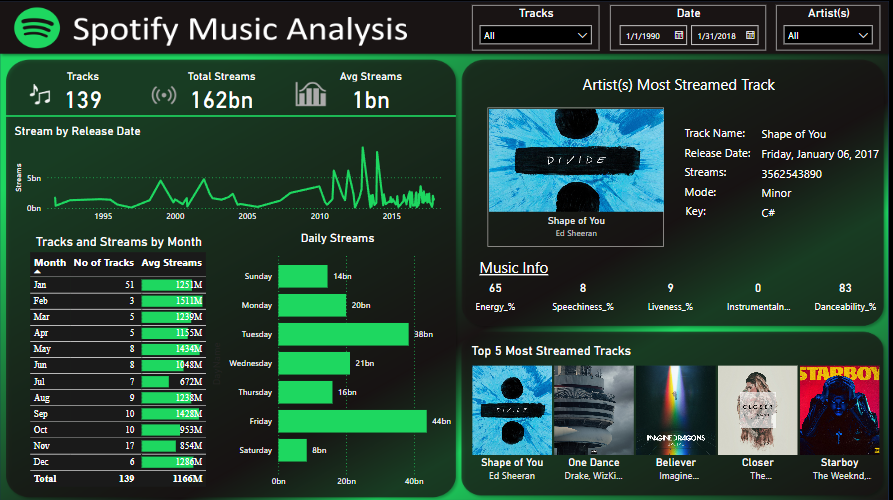 Spotify Music Analysis
Tracks
All
Date
1/1/1990
1/31/2018
Artist(s)
All
Tracks
139
Total Streams
162bn
Avg Streams
1bn
Stream by Release Date
Streams
5bn
0bn
1995 2000 2005 2010 2015
Tracks and Streams by Month
Month No of Tracks Avg Streams
Jan 51 1251M
Feb 3 1511M
Mar 5 1239M
Apr 5 1155M
May 8 1434M
Jun 8 1048M
Jul 7 672M
Aug 9 1238M
Sep 10 1428M
Oct 10 953M
Nov 17 854M
Dec 6 1286M
Total 139 1166M
Daily Streams
Sunday 14bn
Monday 20bn
Tuesday 38bn
Wednesday 21bn
Thursday 16bn
Friday 44bn
Saturday 8bn
0bn 20bn 40bn
Artist(s) Most Streamed Track
DIVIDE
Shape of You
Ed Sheeran
Track Name: Shape of You
Release Date: Friday, January 06, 2017
Streams: 3562543890
Mode: Minor
Key: C#
Music Info
65 8 9 0 83
Energy_% Speechiness_% Liveness_% Instrumentaln... Danceability_%
Top 5 Most Streamed Tracks
DIVIDE
IMAGINE DRAGONS
CLOSER
STARBOY
Shape of You
Ed Sheeran
One Dance
Drake, WizKi...
Believer
Imagine...
Closer
The...
Starboy
The Weeknd,...